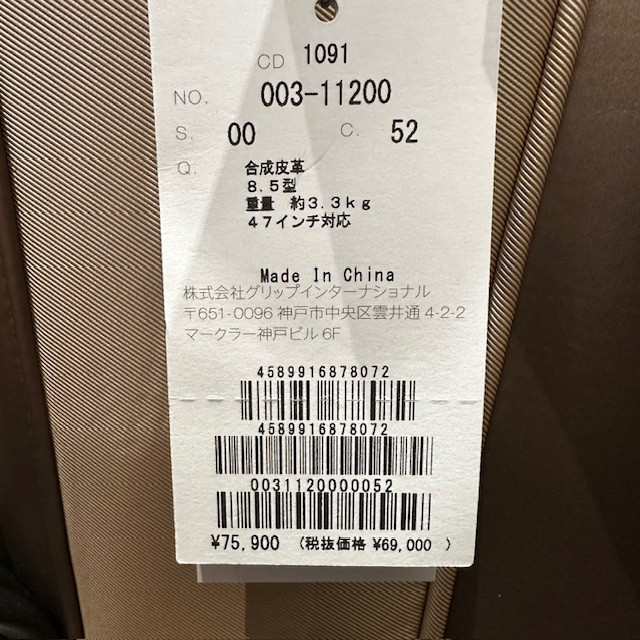 CD 1091
NO. 003-11200
S. 00 C. 52
Q. 合成皮革
8.5型
重量 約3.3kg
47インチ対応
Made In China
株式会社グリップインターナショナル
〒651-0096 神戸市中央区雲井通 4-2-2
マークラー神戸ビル 6F
4589916878072
4589916878072
0031120000052
¥75,900 (税抜価格 ¥69,000 )